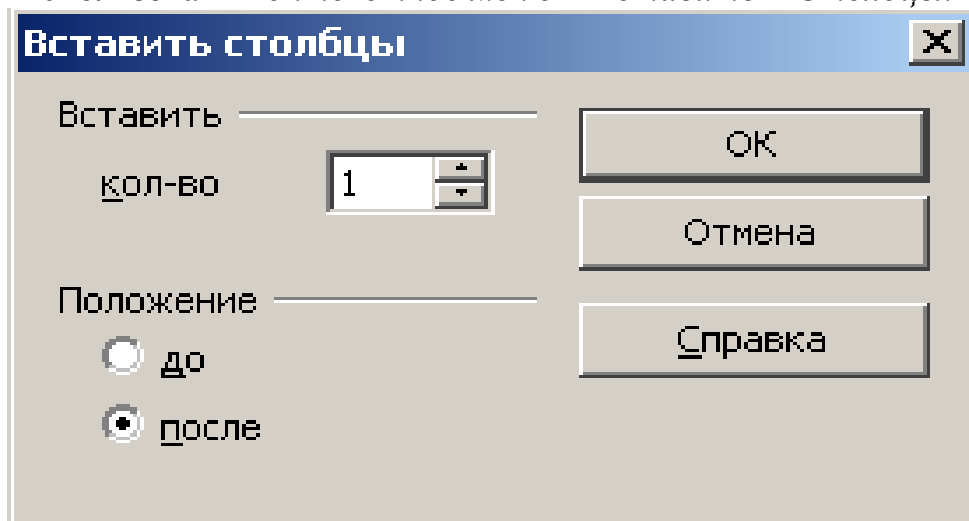 Вставить столбцы
Вставить
кол-во
1
Положение
до
после
OK
Отмена
Справка